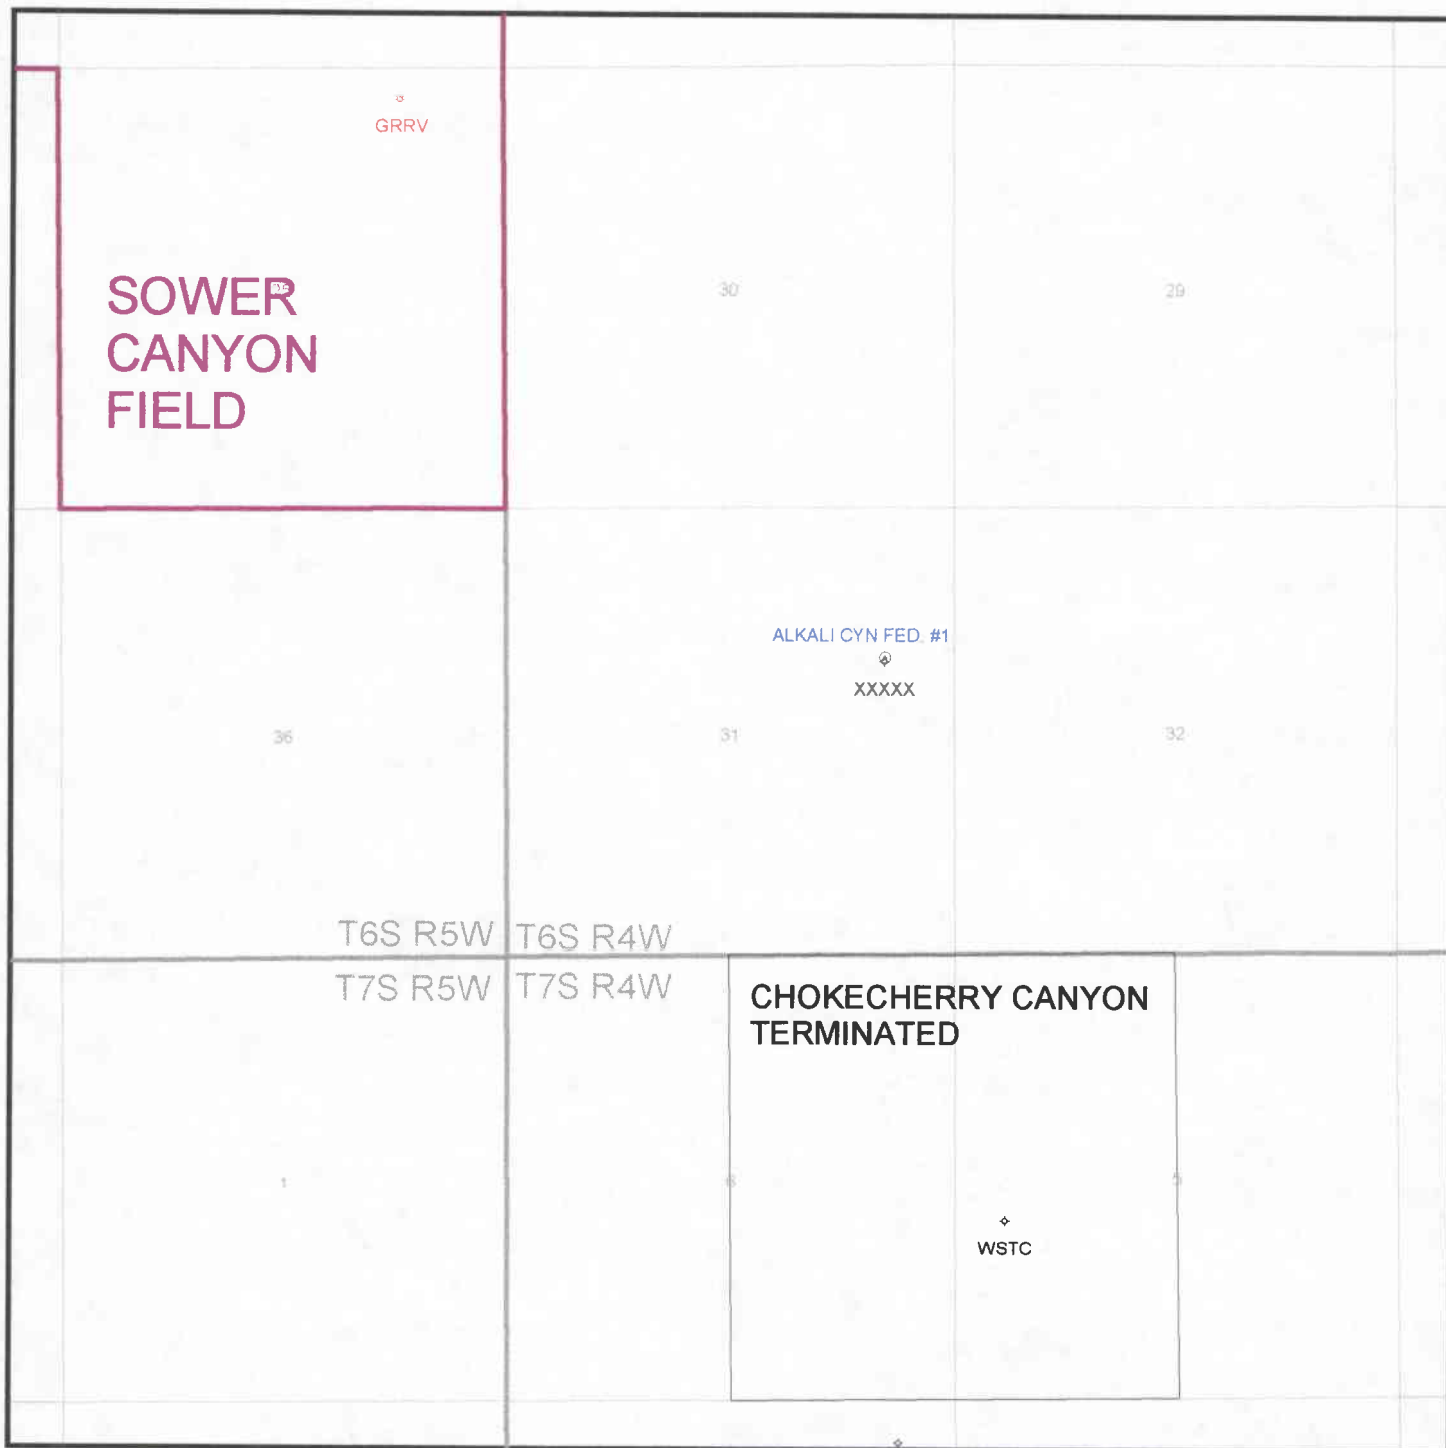 GRRV
SOWER
CANYON
FIELD
25
30
29
ALKALI CYN FED. #1
XXXXX
36
31
32
T6S R5W
T6S R4W
T7S R5W
T7S R4W
CHOKECHERRY CANYON
TERMINATED
1
6
5
WSTC